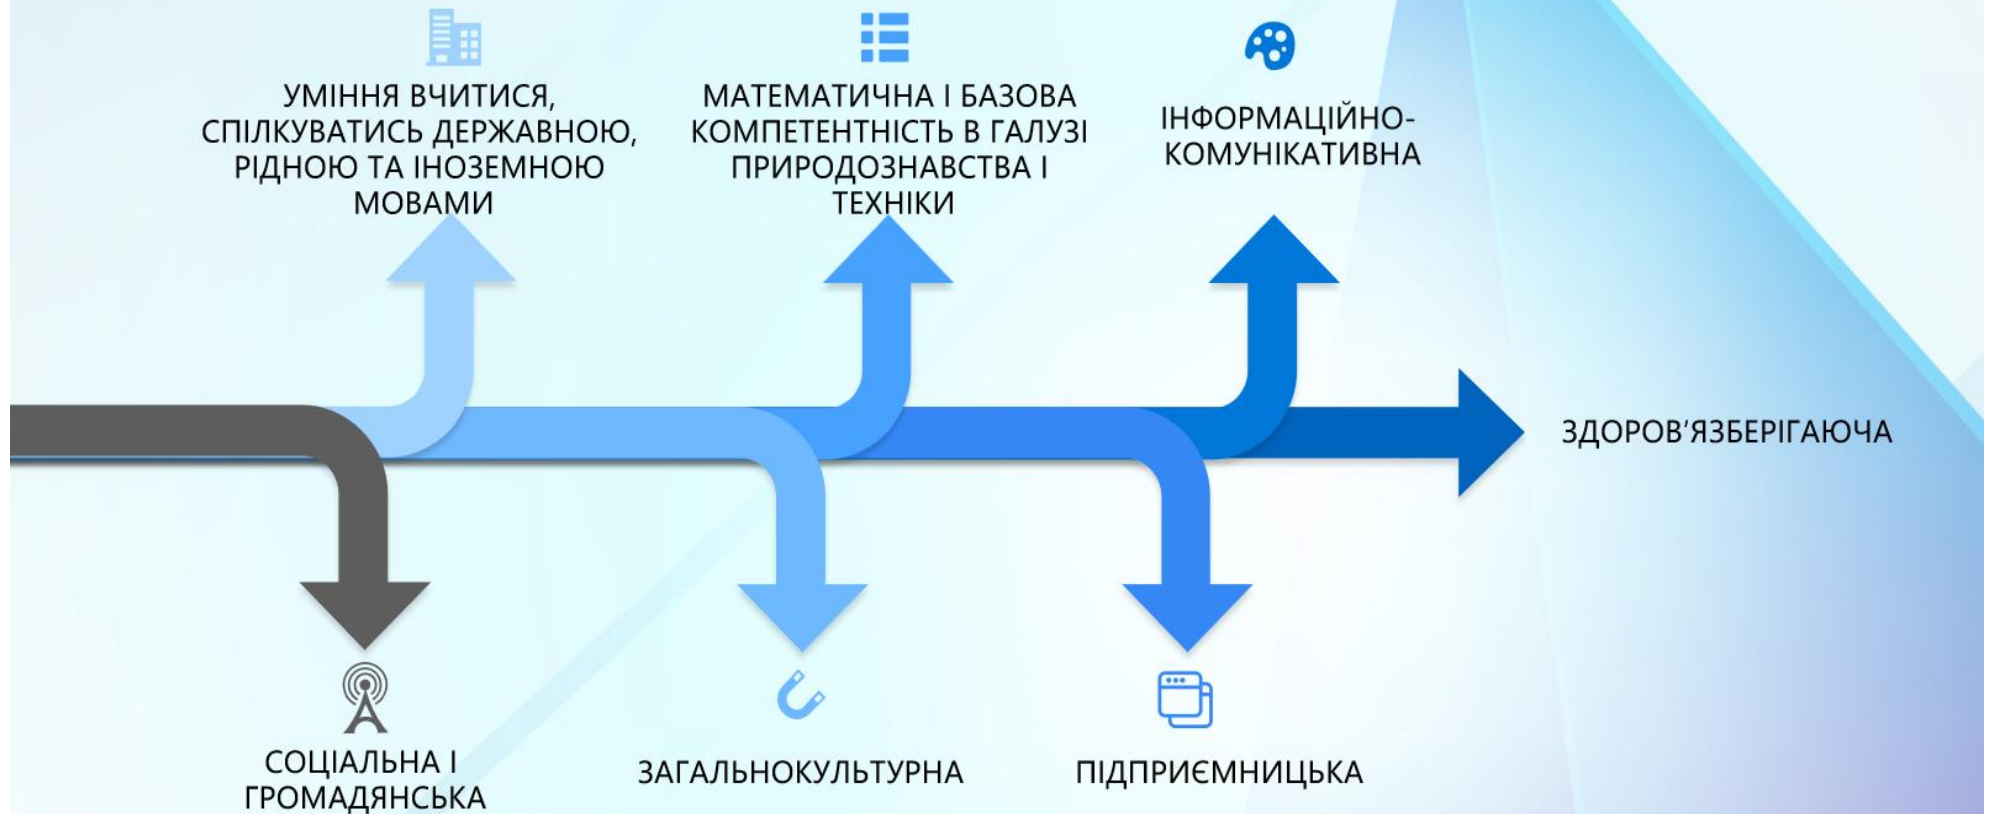 УМІННЯ ВЧИТИСЯ,
СПІЛКУВАТИСЬ ДЕРЖАВНОЮ,
РІДНОЮ ТА ІНОЗЕМНОЮ
МОВАМИ
МАТЕМАТИЧНА І БАЗОВА
КОМПЕТЕНТНІСТЬ В ГАЛУЗІ
ПРИРОДОЗНАВСТВА І
ТЕХНІКИ
ІНФОРМАЦІЙНО-
КОМУНІКАТИВНА
ЗДОРОВ'ЯЗБЕРІГАЮЧА
СОЦІАЛЬНА І
ГРОМАДЯНСЬКА
ЗАГАЛЬНОКУЛЬТУРНА
ПІДПРИЄМНИЦЬКА